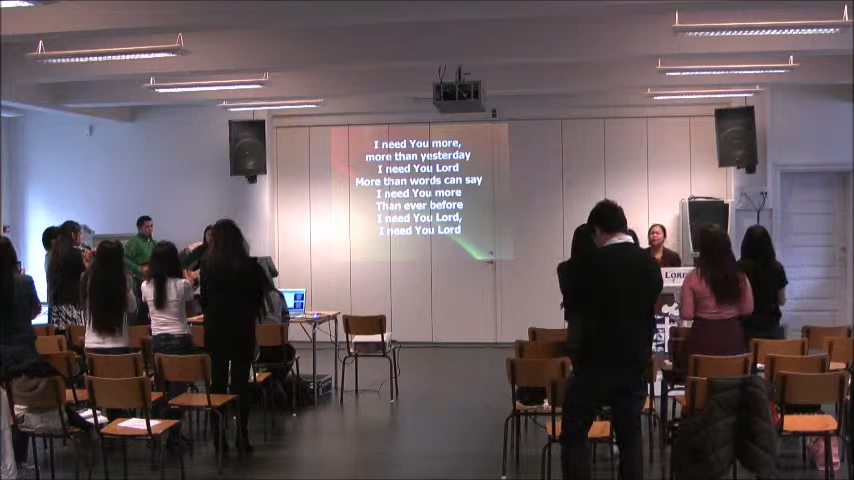 I need You more,
more than yesterday
I need You Lord
More than words can say
I need You more
Than ever before
I need You Lord,
I need You Lord
LORD